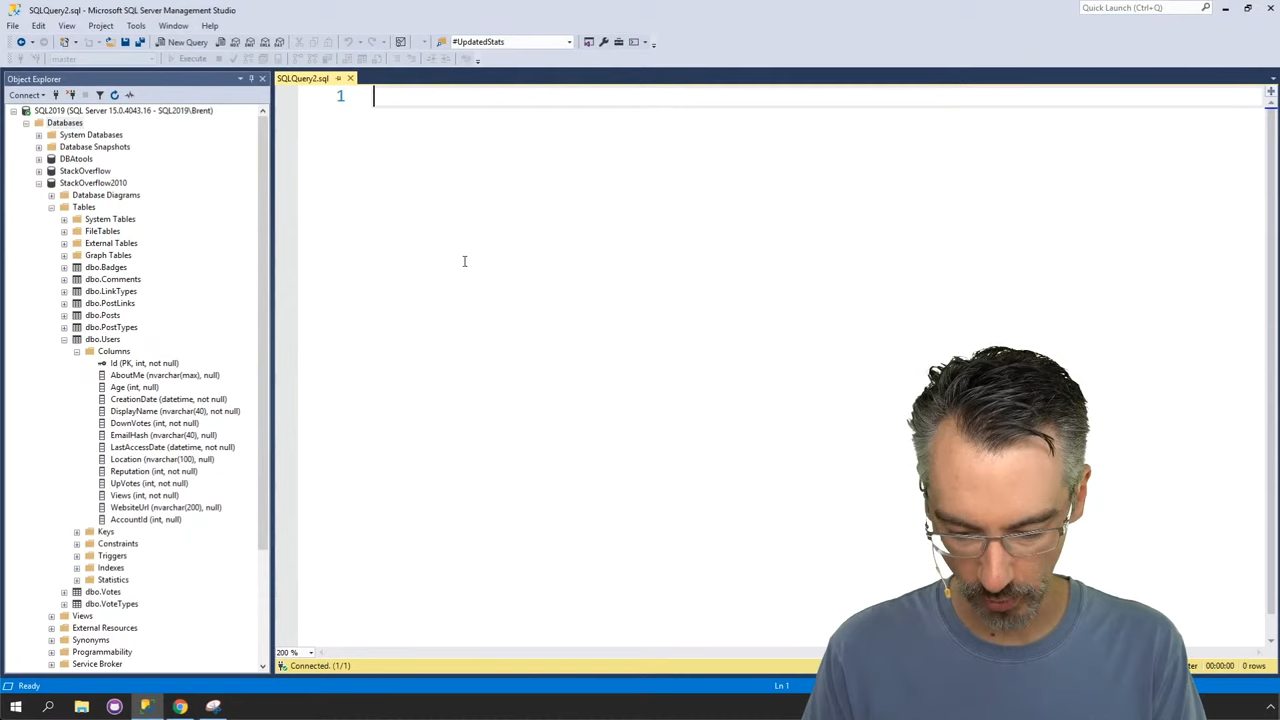 SQLQuery2.sql - Microsoft SQL Server Management Studio
Quick Launch (Ctrl+Q)
File Edit View Project Tools Window Help
New Query
#UpdatedStats
master
Execute
Object Explorer
SQLQuery2.sql
Connect
1
SQL2019 (SQL Server 15.0.4043.16 - SQL2019\Brent)
Databases
System Databases
Database Snapshots
DBAtools
StackOverflow
StackOverflow2010
Database Diagrams
Tables
System Tables
FileTables
External Tables
Graph Tables
dbo.Badges
dbo.Comments
dbo.LinkTypes
dbo.PostLinks
dbo.Posts
dbo.PostTypes
dbo.Users
Columns
Id (PK, int, not null)
AboutMe (nvarchar(max), null)
Age (int, null)
CreationDate (datetime, not null)
DisplayName (nvarchar(40), not null)
DownVotes (int, not null)
EmailHash (nvarchar(40), null)
LastAccessDate (datetime, not null)
Location (nvarchar(100), null)
Reputation (int, not null)
UpVotes (int, not null)
Views (int, not null)
WebsiteUrl (nvarchar(200), null)
AccountId (int, null)
Keys
Constraints
Triggers
Indexes
Statistics
dbo.Votes
dbo.VoteTypes
Views
External Resources
Synonyms
Programmability
Service Broker
200 %
Connected. (1/1)
00:00:00 0 rows
Ready
Ln 1